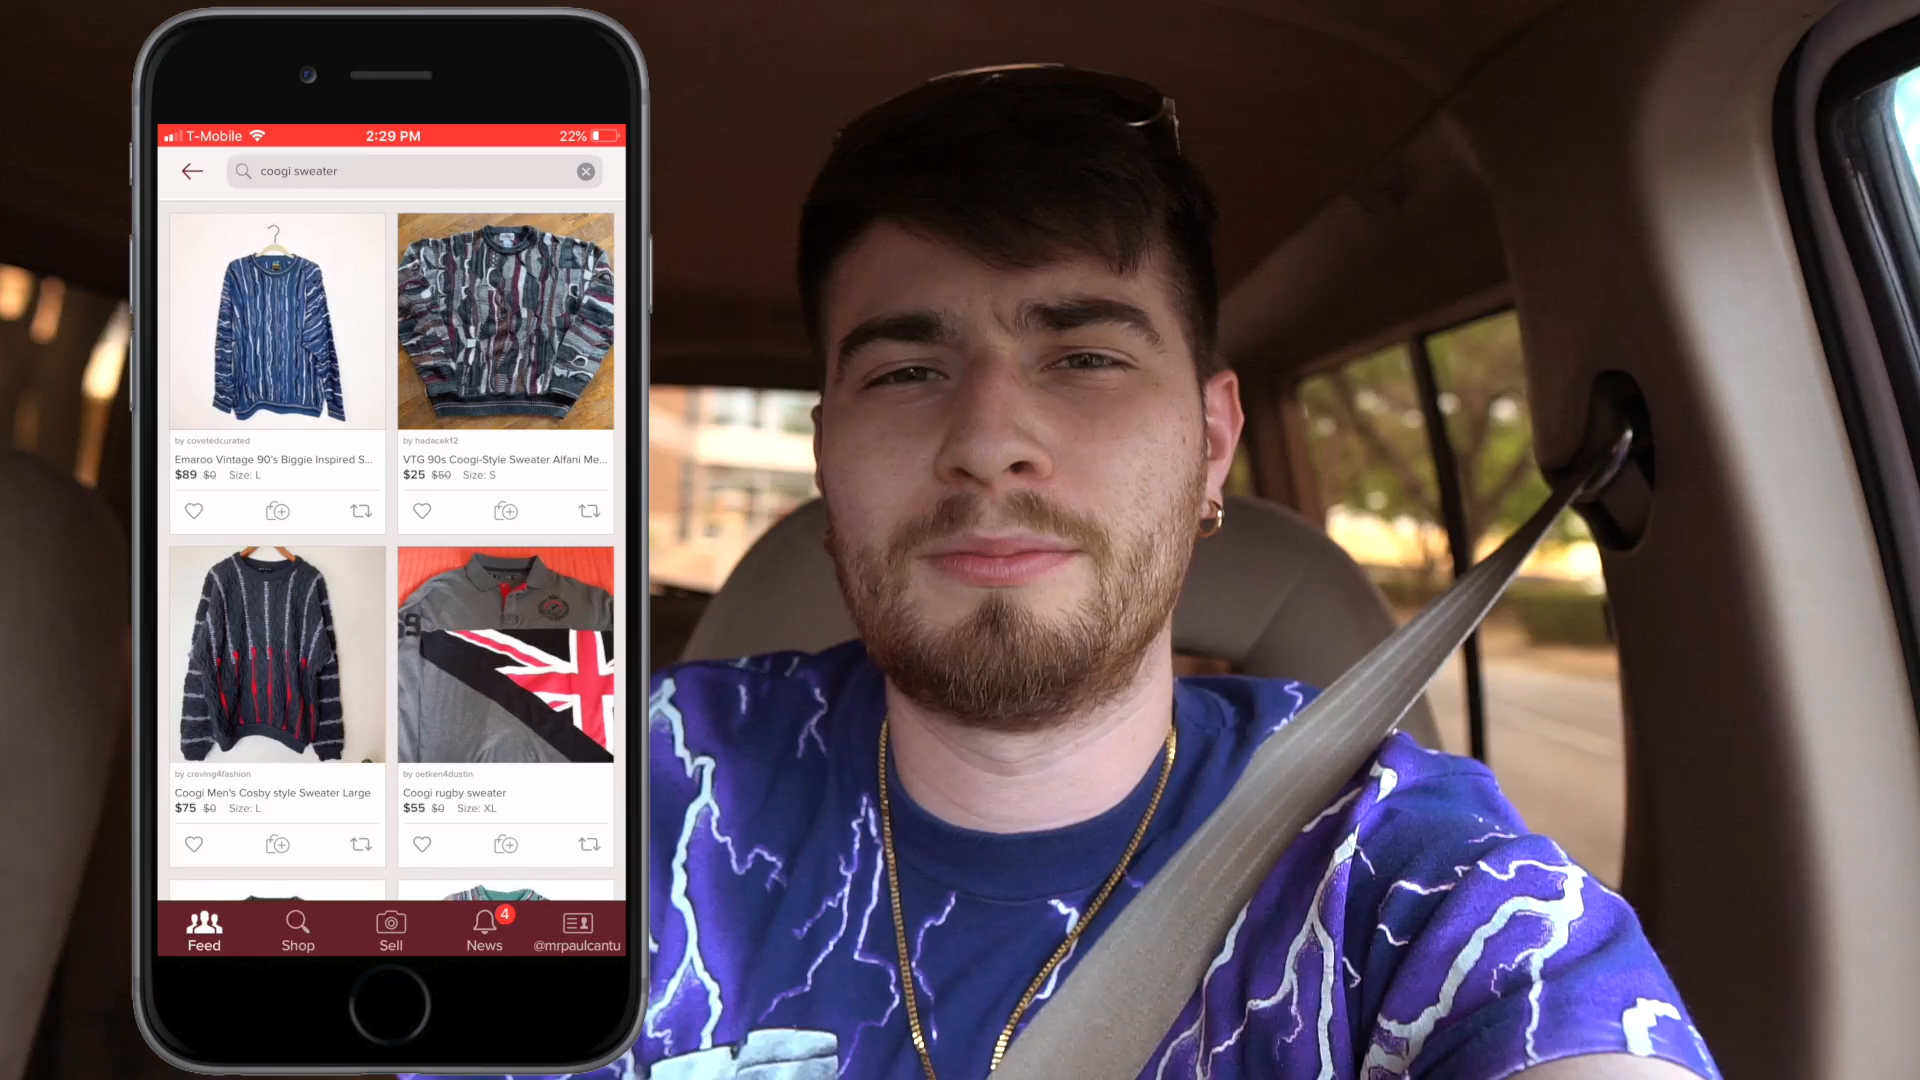 T-Mobile 2:29 PM 22%
coogi sweater
by covetedcurated
Emaroo Vintage 90's Biggie Inspired S...
$89 $0 Size: L
by hadacek12
VTG 90s Coogi-Style Sweater Alfani Me...
$25 $50 Size: S
by craving4fashion
Coogi Men's Cosby style Sweater Large
$75 $0 Size: L
by oetken4dustin
Coogi rugby sweater
$55 $0 Size: XL
4
Feed Shop Sell News @mrpaulcantu